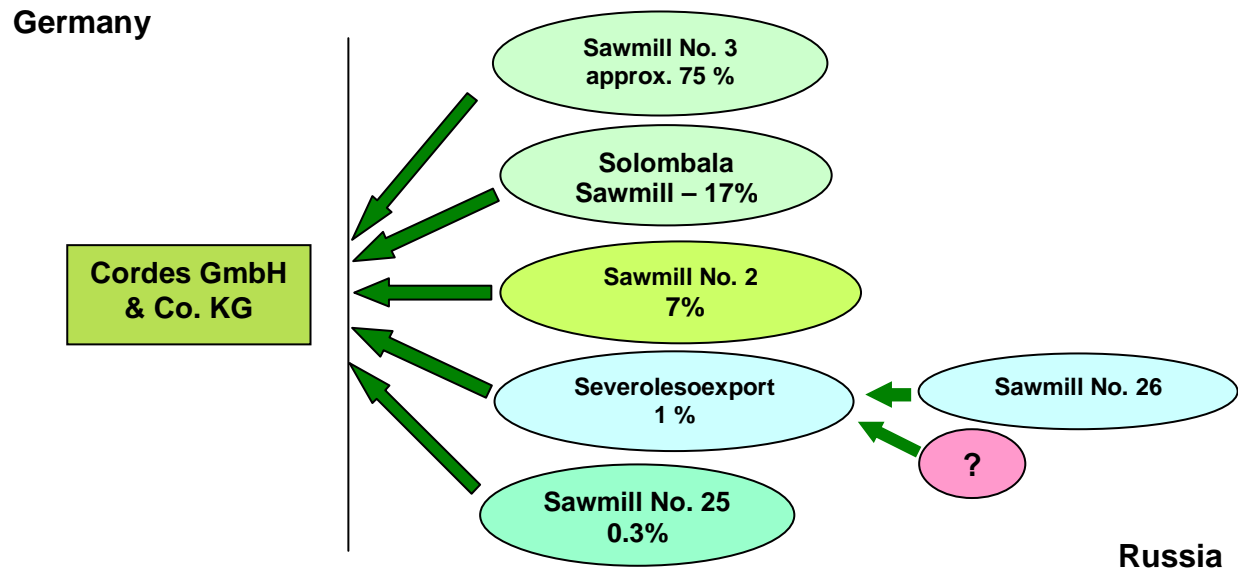 Germany
Sawmill No. 3
approx. 75 %
Solombala
Sawmill – 17%
Cordes GmbH
& Co. KG
Sawmill No. 2
7%
Severolesoexport
1 %
Sawmill No. 26
?
Sawmill No. 25
0.3%
Russia